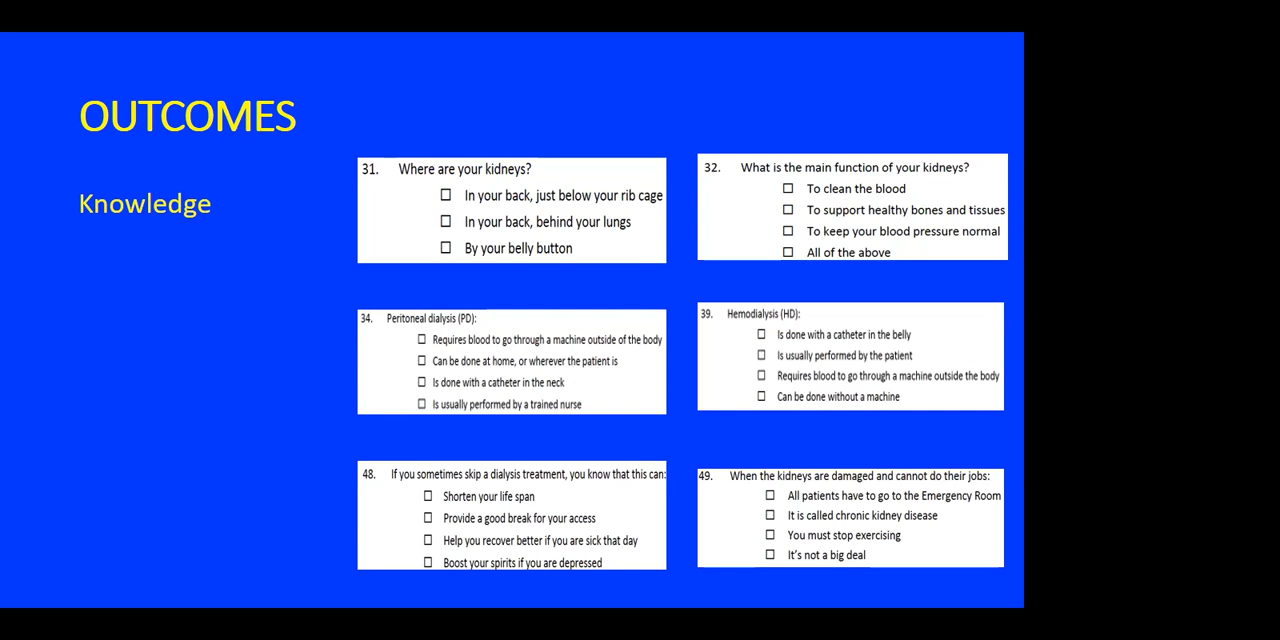 OUTCOMES
Knowledge
31. Where are your kidneys?
In your back, just below your rib cage
In your back, behind your lungs
By your belly button
32. What is the main function of your kidneys?
To clean the blood
To support healthy bones and tissues
To keep your blood pressure normal
All of the above
34. Peritoneal dialysis (PD):
Requires blood to go through a machine outside of the body
Can be done at home, or wherever the patient is
Is done with a catheter in the neck
Is usually performed by a trained nurse
39. Hemodialysis (HD):
Is done with a catheter in the belly
Is usually performed by the patient
Requires blood to go through a machine outside the body
Can be done without a machine
48. If you sometimes skip a dialysis treatment, you know that this can:
Shorten your life span
Provide a good break for your access
Help you recover better if you are sick that day
Boost your spirits if you are depressed
49. When the kidneys are damaged and cannot do their jobs:
All patients have to go to the Emergency Room
It is called chronic kidney disease
You must stop exercising
It's not a big deal